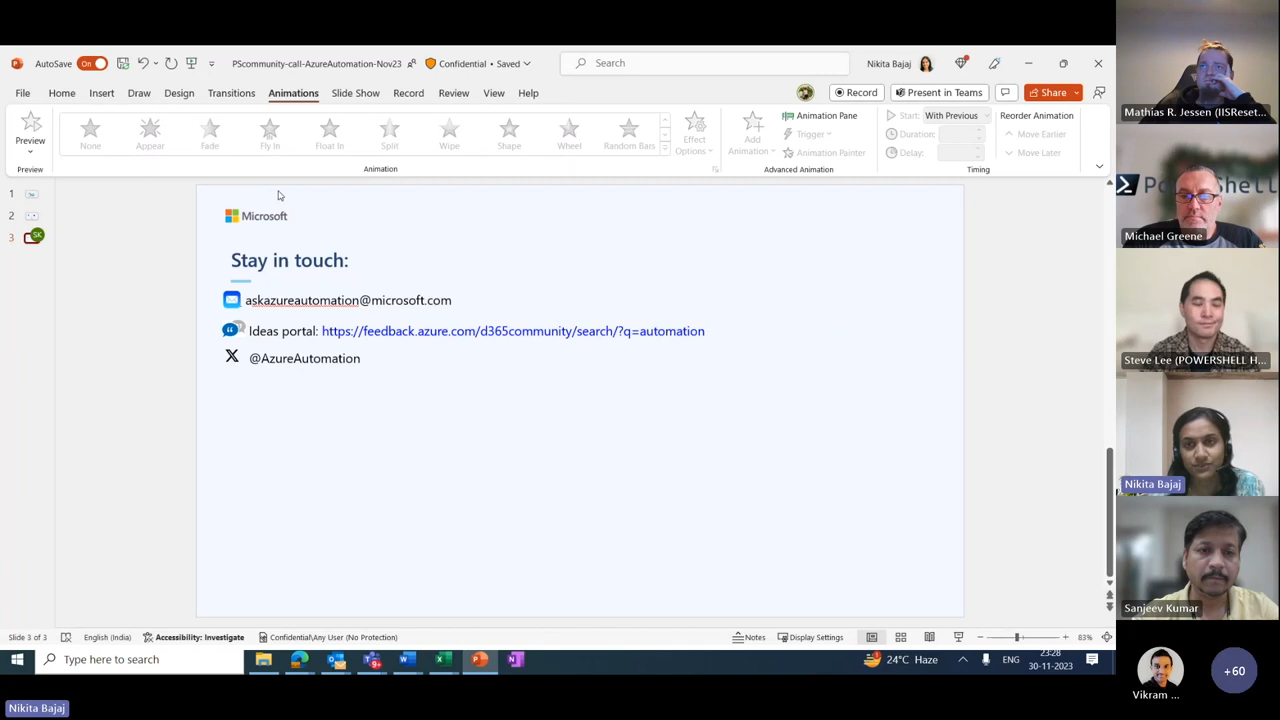 AutoSave On PScommunity-call-AzureAutomation-Nov23 Confidential • Saved Search Nikita Bajaj
File Home Insert Draw Design Transitions Animations Slide Show Record Review View Help Record Present in Teams Share
Preview None Appear Fade Fly In Float In Split Wipe Shape Wheel Random Bars Effect Options Add Animation Animation Pane Trigger Animation Painter Start: With Previous Duration: Delay: Reorder Animation Move Earlier Move Later
Preview Animation Advanced Animation Timing
1
2
3 SK
Microsoft
Stay in touch:
askazureautomation@microsoft.com
Ideas portal: https://feedback.azure.com/d365community/search/?q=automation
X @AzureAutomation
Slide 3 of 3 English (India) Accessibility: Investigate Confidential\Any User (No Protection) Notes Display Settings 83%
Type here to search 24°C Haze ENG 23:28
30-11-2023
Nikita Bajaj
Mathias R. Jessen (IISReset...
Michael Greene
Steve Lee (POWERSHELL H...
Nikita Bajaj
Sanjeev Kumar
Vikram ...
+60